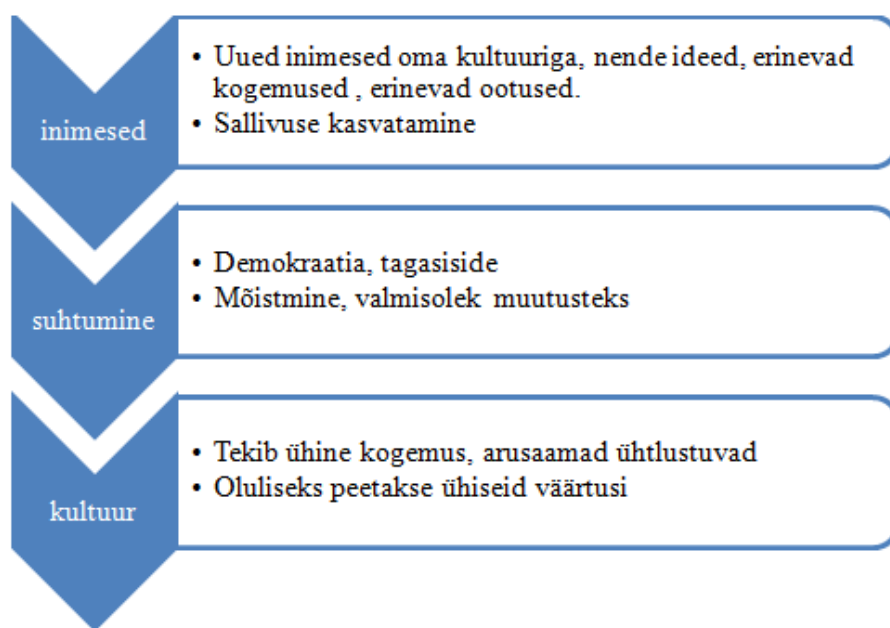 inimesed
• Uued inimesed oma kultuuriga, nende ideed, erinevad
kogemused , erinevad ootused.
• Sallivuse kasvatamine
suhtumine
• Demokraatia, tagasiside
• Mõistmine, valmisolek muutusteks
kultuur
• Tekib ühine kogemus, arusaamad ühtlustuvad
• Oluliseks peetakse ühiseid väärtusi